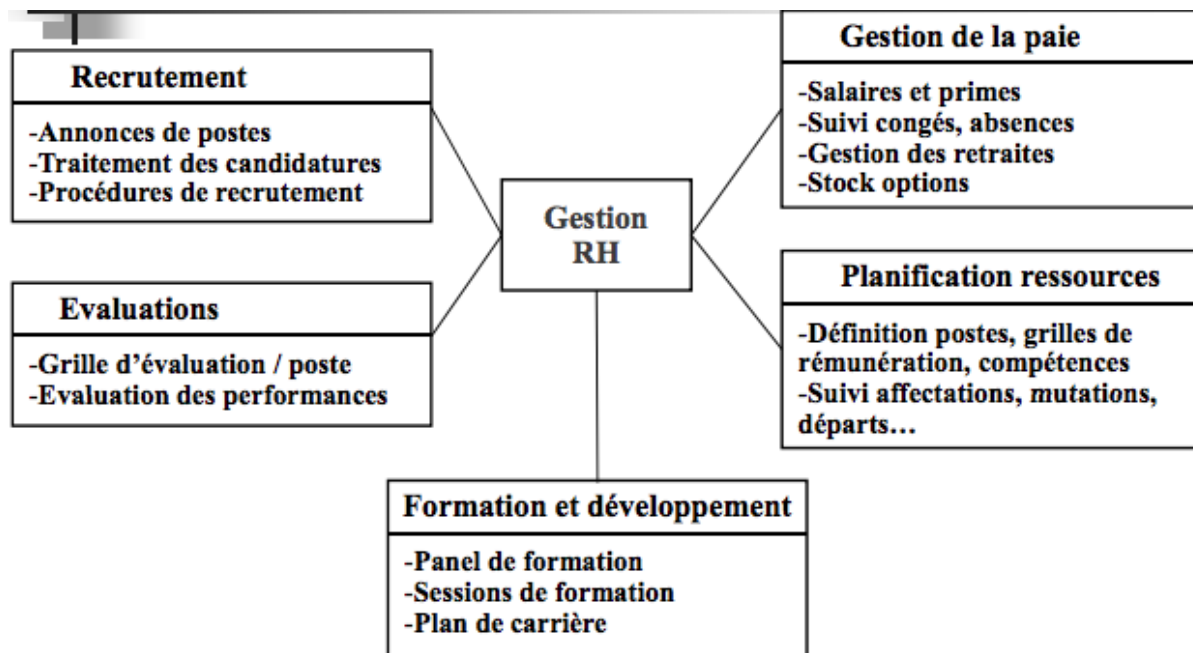 Recrutement
-Annonces de postes
-Traitement des candidatures
-Procédures de recrutement
Gestion de la paie
-Salaires et primes
-Suivi congés, absences
-Gestion des retraites
-Stock options
Gestion
RH
Evaluations
-Grille d'évaluation / poste
-Evaluation des performances
Planification ressources
-Définition postes, grilles de
rémunération, compétences
-Suivi affectations, mutations,
départs…
Formation et développement
-Panel de formation
-Sessions de formation
-Plan de carrière